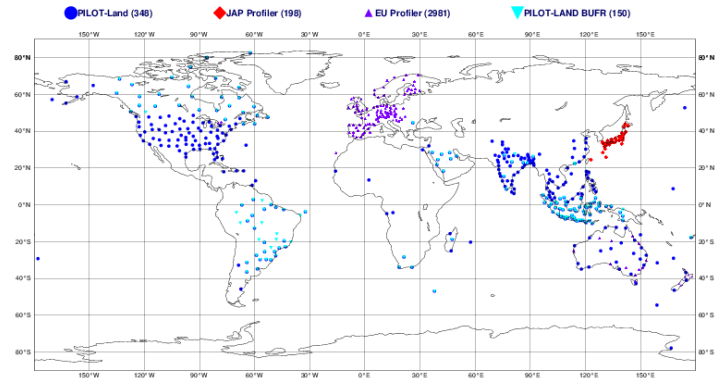 PILOT-Land (348) JAP Profiler (198) EU Profiler (2981) PILOT-LAND BUFR (150)
150°W 120°W 90°W 60°W 30°W 0°E 30°E 60°E 90°E 120°E 150°E
80°N 80°N
60°N 60°N
40°N 40°N
20°N 20°N
0°N 0°N
20°S 20°S
40°S 40°S
60°S 60°S
80°S 80°S
150°W 120°W 90°W 60°W 30°W 0°E 30°E 60°E 90°E 120°E 150°E